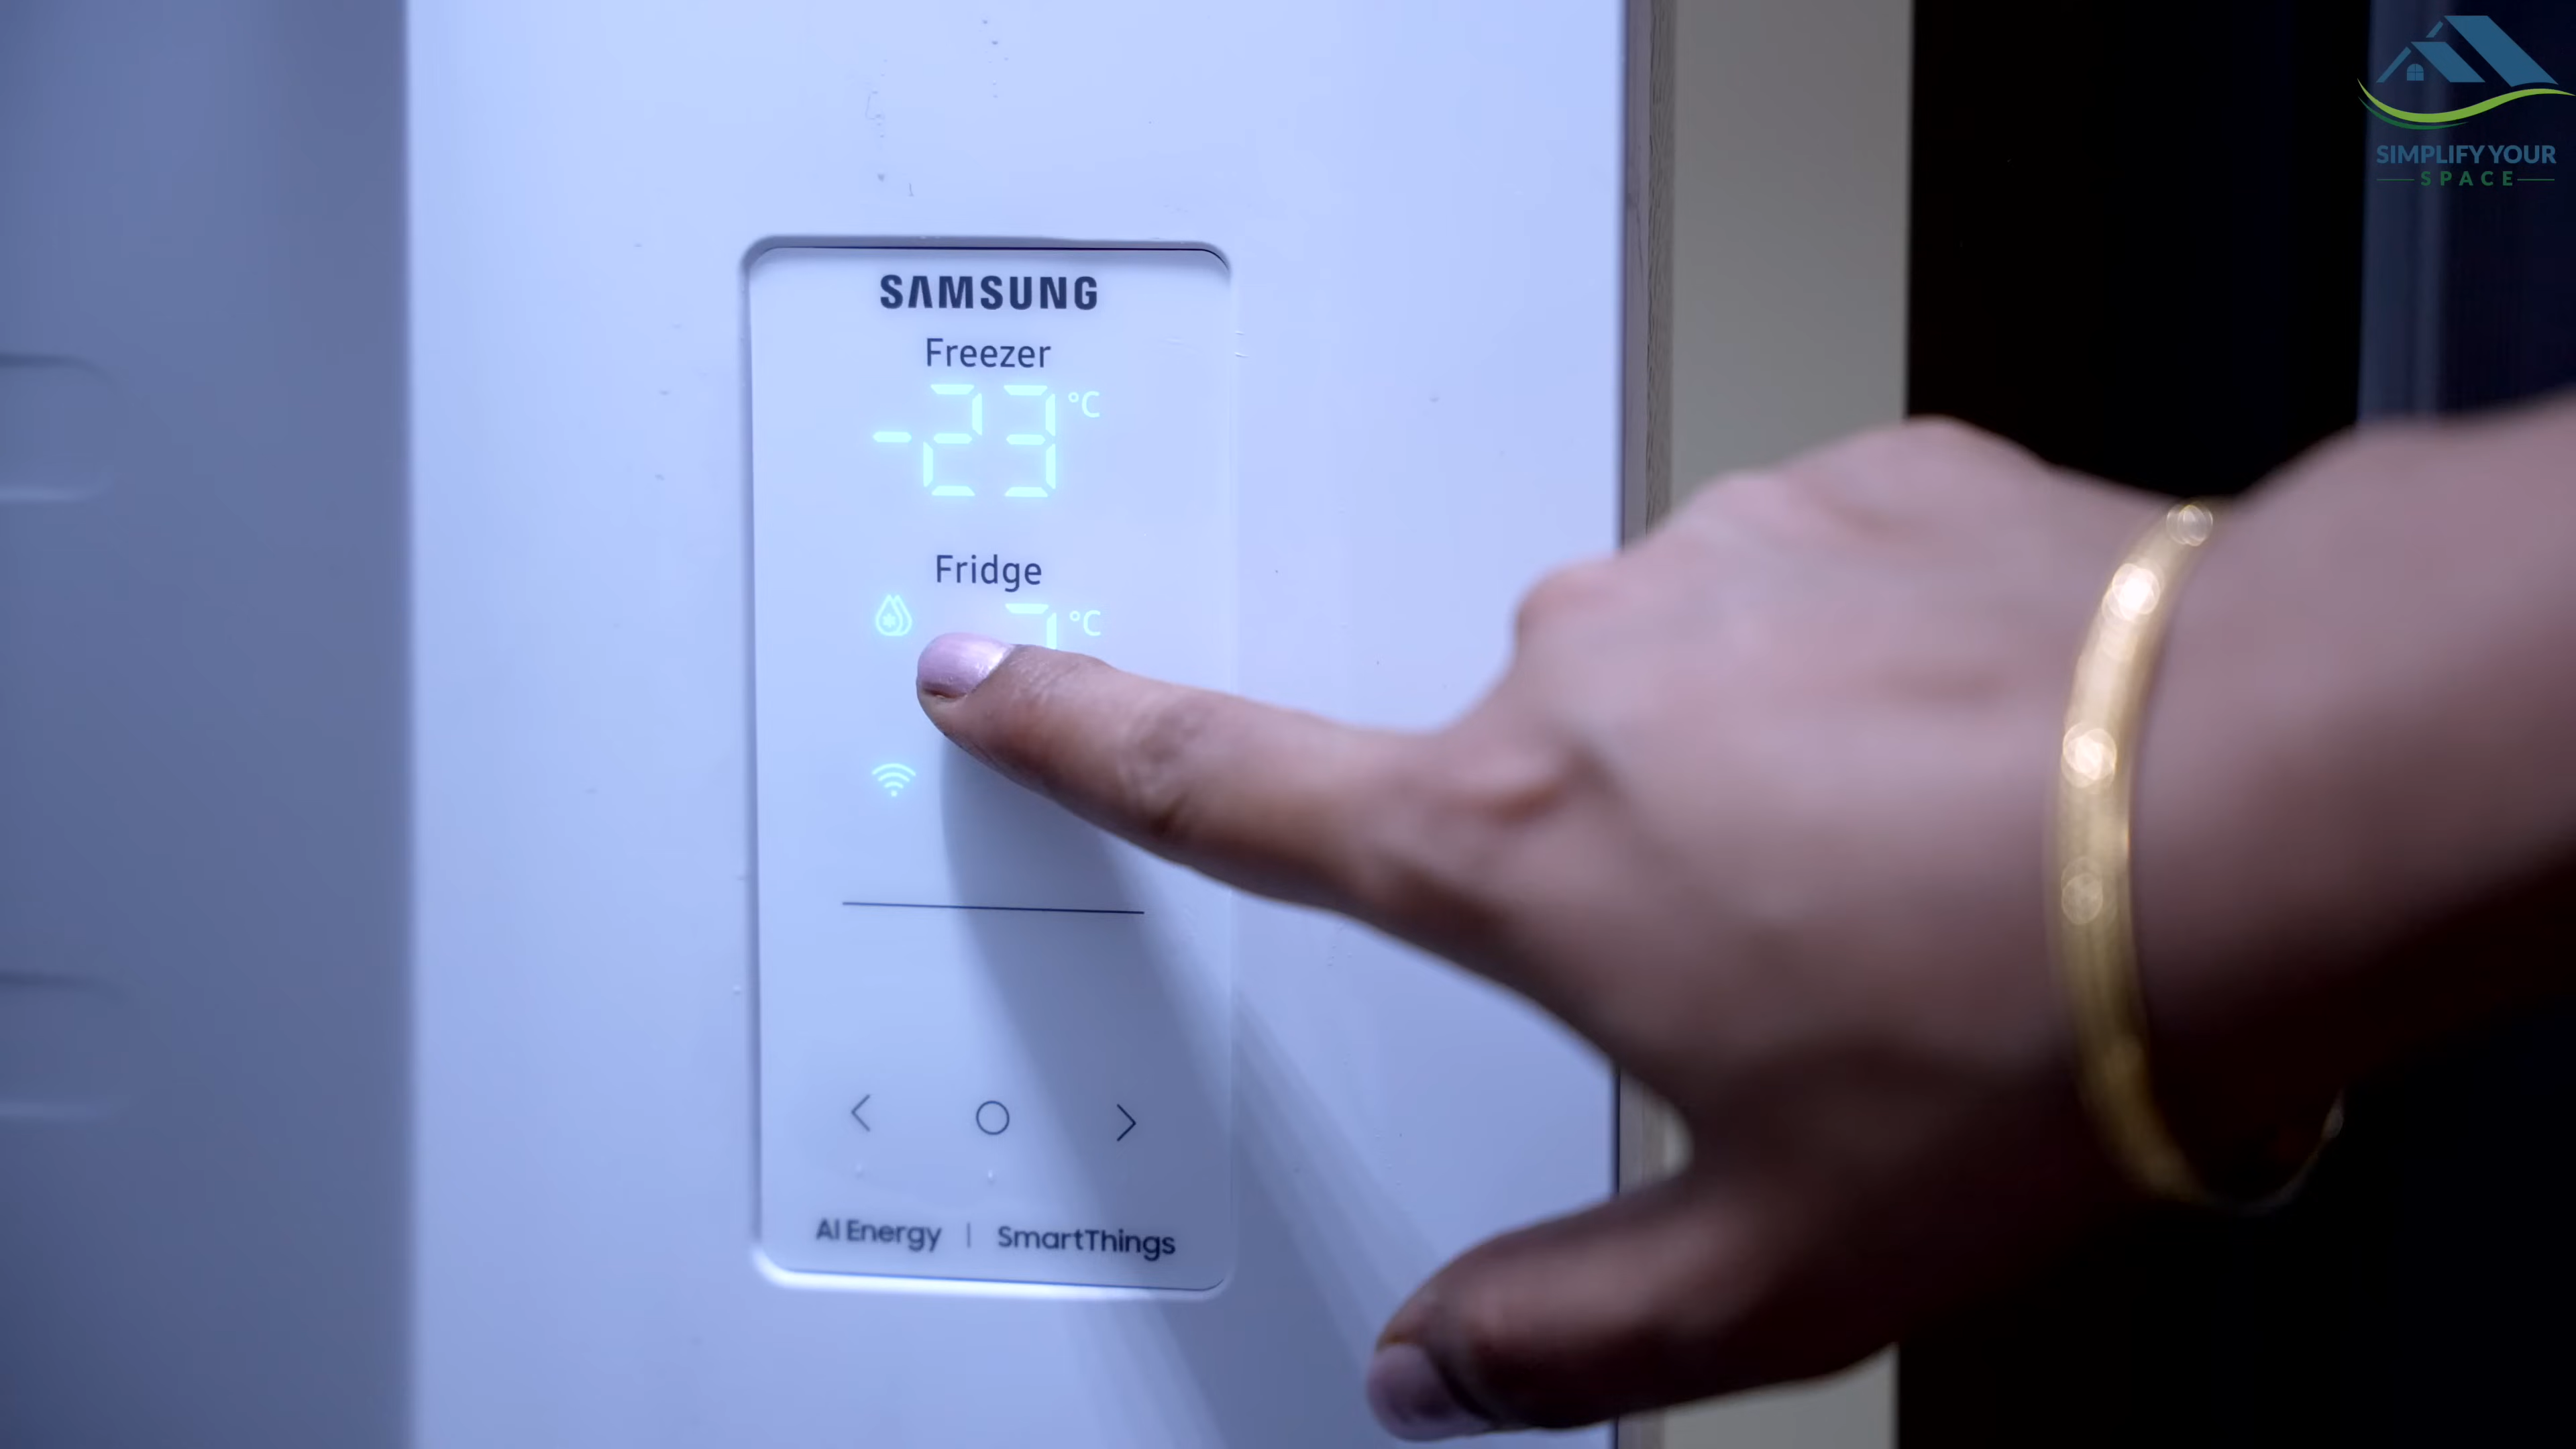 SIMPLIFY YOUR
SPACE
SAMSUNG
Freezer
-23 °C
Fridge
°C
AI Energy | SmartThings